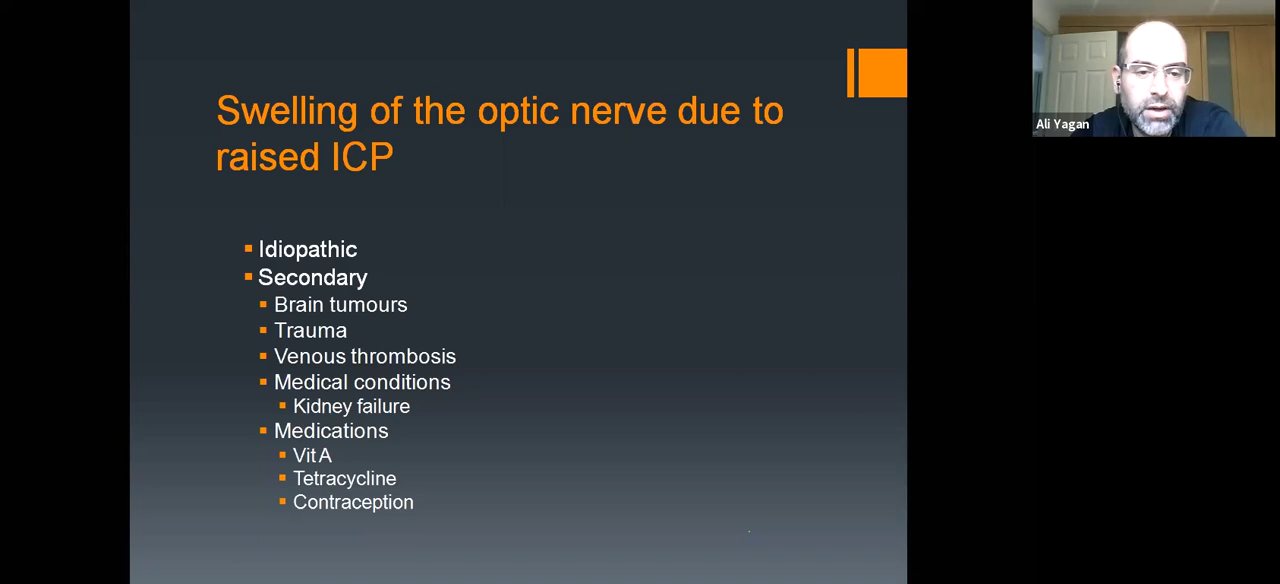 Swelling of the optic nerve due to
raised ICP
Idiopathic
Secondary
Brain tumours
Trauma
Venous thrombosis
Medical conditions
Kidney failure
Medications
Vit A
Tetracycline
Contraception
Ali Yagan